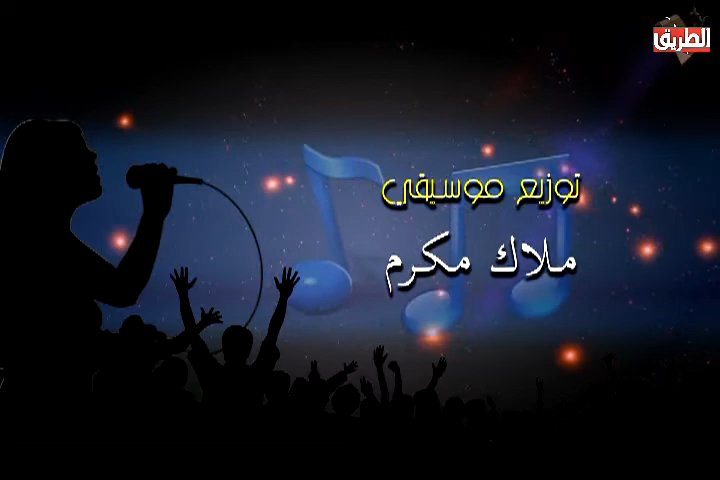 الطريق
توزيع موسيقي
ملاك مكرم